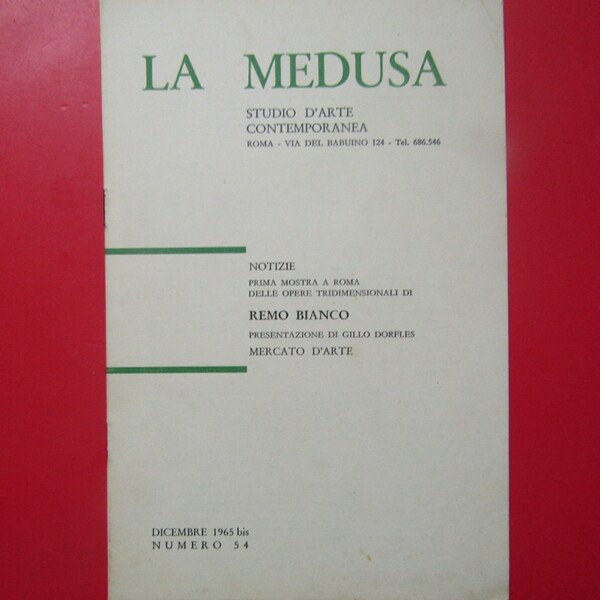 LA MEDUSA
STUDIO D'ARTE
CONTEMPORANEA
ROMA - VIA DEL BABUINO 124 - Tel. 686.546
NOTIZIE
PRIMA MOSTRA A ROMA
DELLE OPERE TRIDIMENSIONALI DI
REMO BIANCO
PRESENTAZIONE DI GILLO DORFLES
MERCATO D'ARTE
DICEMBRE 1965 bis
NUMERO 54